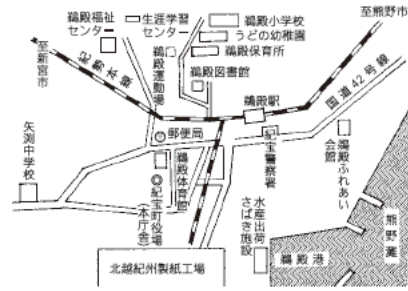 鵜殿福祉
センター
生涯学習
センター
鵜殿小学校
うどの幼稚園
鵜殿保育所
至熊野市
至新宮市
紀勢本線
鵜殿運動場
鵜殿図書館
鵜殿駅
国道42号線
矢渕中学校
郵便局
紀宝警察署
鵜殿ふれあい
会館
鵜殿体育館
紀宝町役場
(本庁舎)
水産出荷
さばき施設
熊野灘
鵜殿港
北越紀州製紙工場